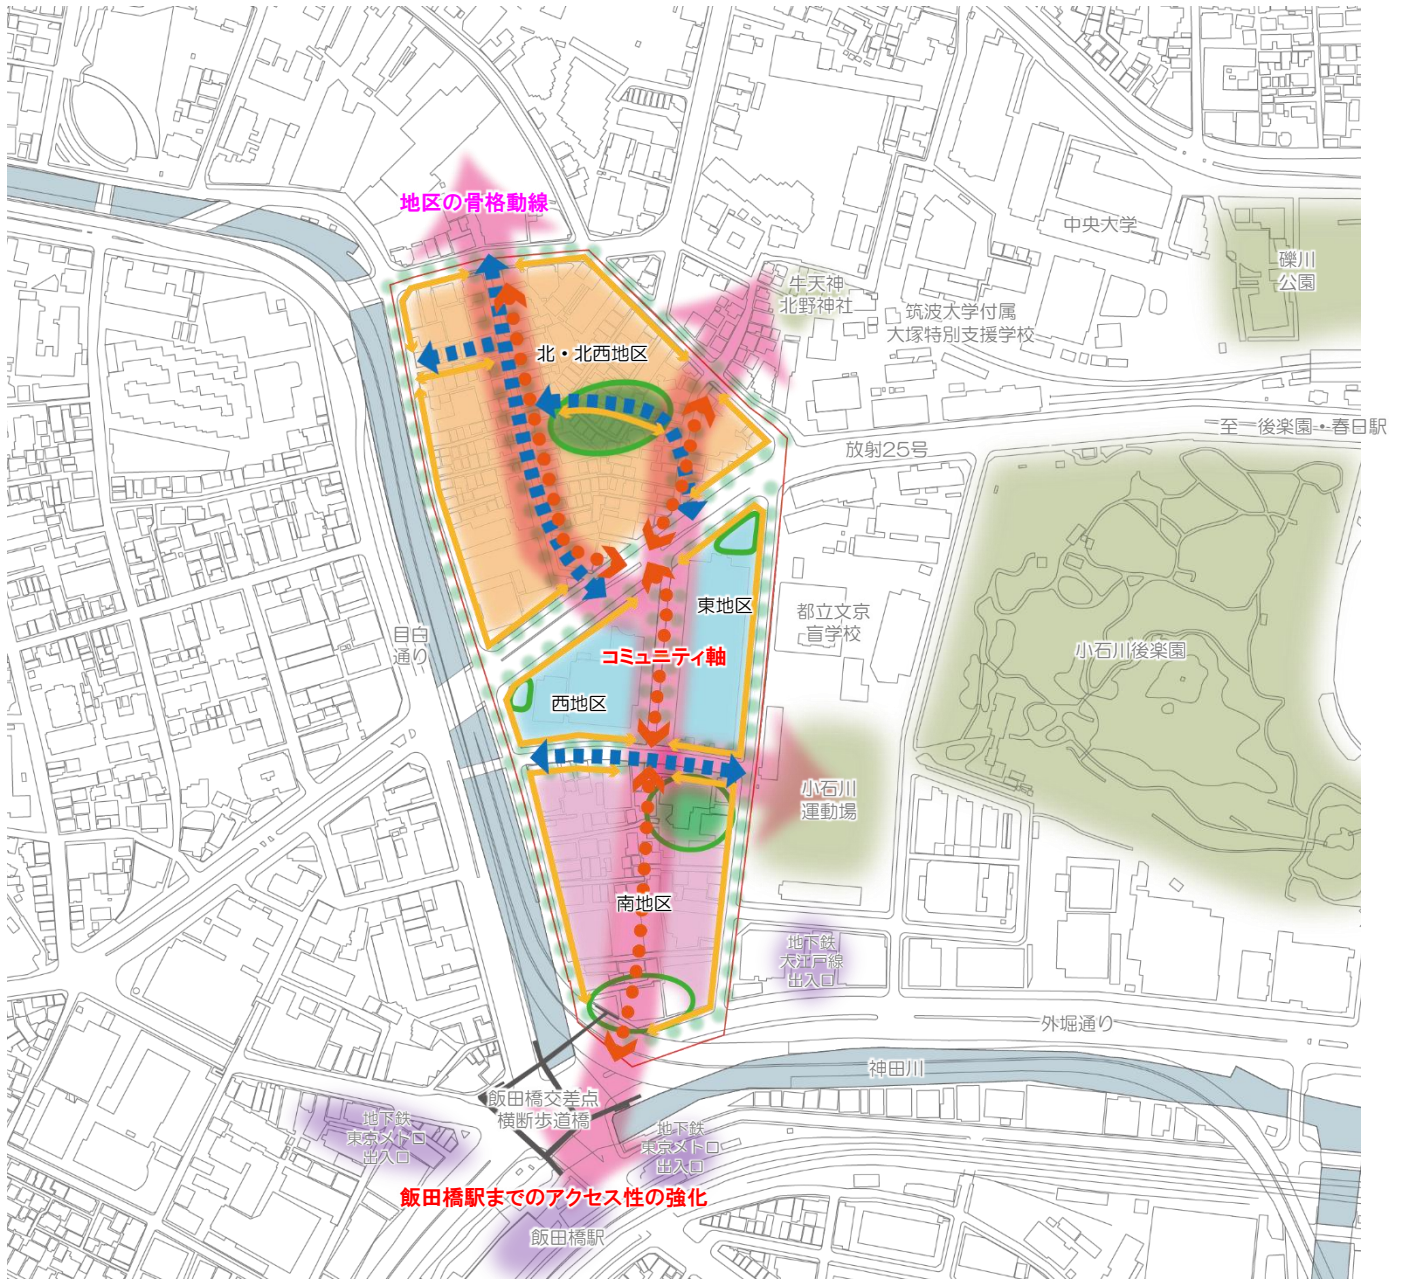 地区の骨格動線
中央大学
礫川
公園
牛天神
北野神社
筑波大学付属
大塚特別支援学校
北・北西地区
至 後楽園・春日駅
放射25号
東地区
都立文京
盲学校
目白
通り
小石川後楽園
コミュニティ軸
西地区
小石川
運動場
南地区
地下鉄
大江戸線
出入口
外堀通り
神田川
飯田橋交差点
横断歩道橋
地下鉄
東京メトロ
出入口
地下鉄
東京メトロ
出入口
飯田橋駅までのアクセス性の強化
飯田橋駅